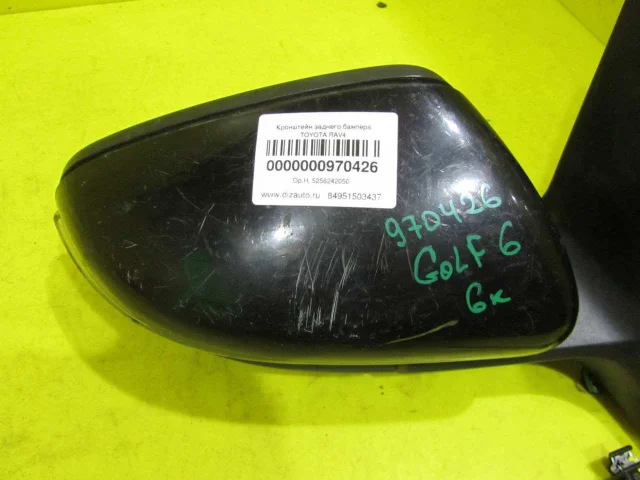 Кронштейн заднего бампера
TOYOTA RAV4
0000000970426
Ор.Н. 5256242050
www.dizauto.ru 84951503437
970426
GOLF 6
6к